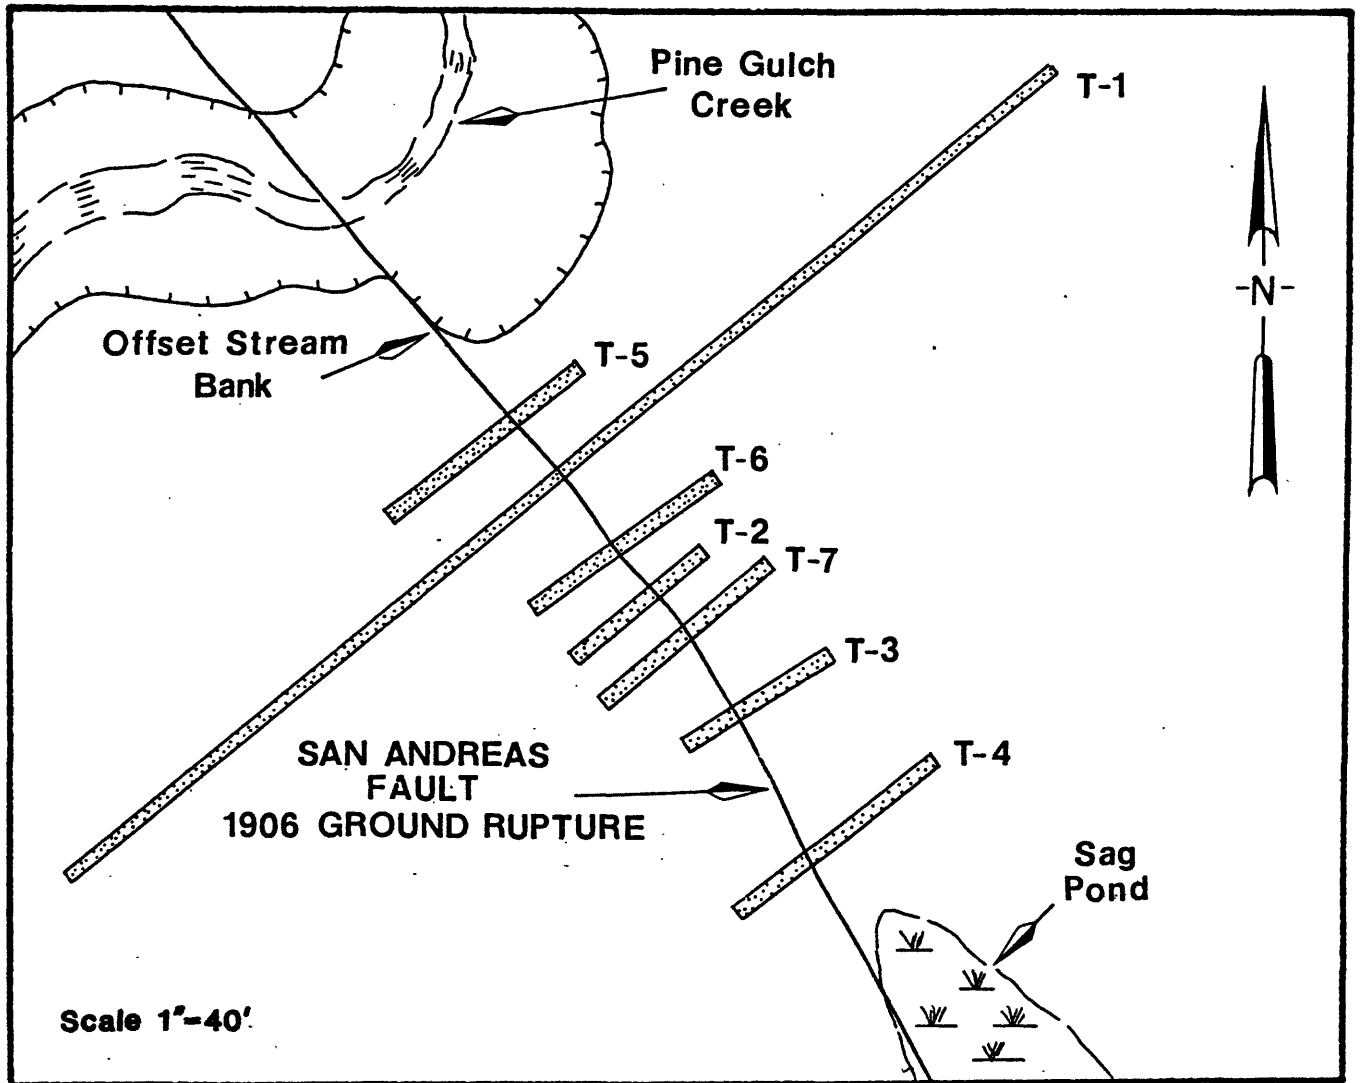 Pine Gulch
Creek
T-1
-N-
Offset Stream
Bank
T-5
T-6
T-2
T-7
T-3
SAN ANDREAS
FAULT
1906 GROUND RUPTURE
T-4
Sag
Pond
Scale 1"=40'